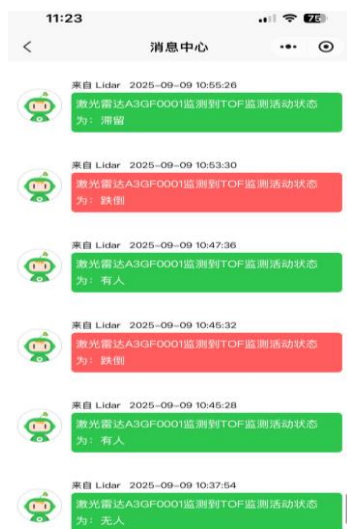 11:23
75
消息中心
来自 Lidar 2025-09-09 10:55:26
激光雷达A3GF0001监测到TOF监测活动状态
为：滞留
来自 Lidar 2025-09-09 10:53:30
激光雷达A3GF0001监测到TOF监测活动状态
为：跌倒
来自 Lidar 2025-09-09 10:47:36
激光雷达A3GF0001监测到TOF监测活动状态
为：有人
来自 Lidar 2025-09-09 10:45:32
激光雷达A3GF0001监测到TOF监测活动状态
为：跌倒
来自 Lidar 2025-09-09 10:45:28
激光雷达A3GF0001监测到TOF监测活动状态
为：有人
来自 Lidar 2025-09-09 10:37:54
激光雷达A3GF0001监测到TOF监测活动状态
为：无人